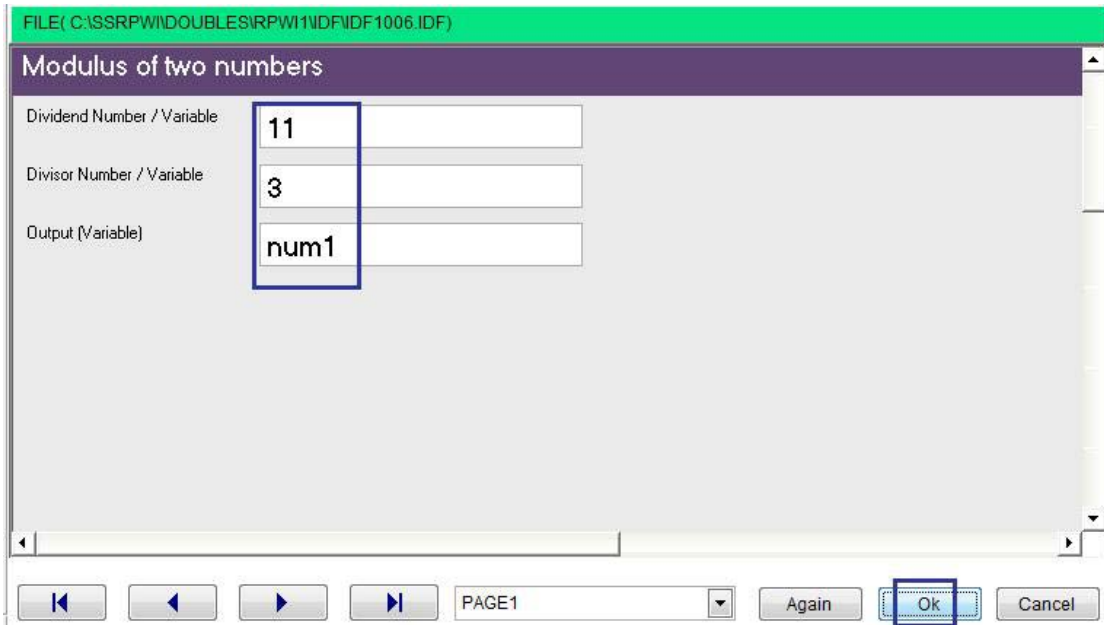 FILE( C:\SSRPWI\DOUBLES\RPWI1\IDF\IDF1006.IDF)
Modulus of two numbers
Dividend Number / Variable
11
Divisor Number / Variable
3
Output (Variable)
num1
PAGE1
Again
Ok
Cancel